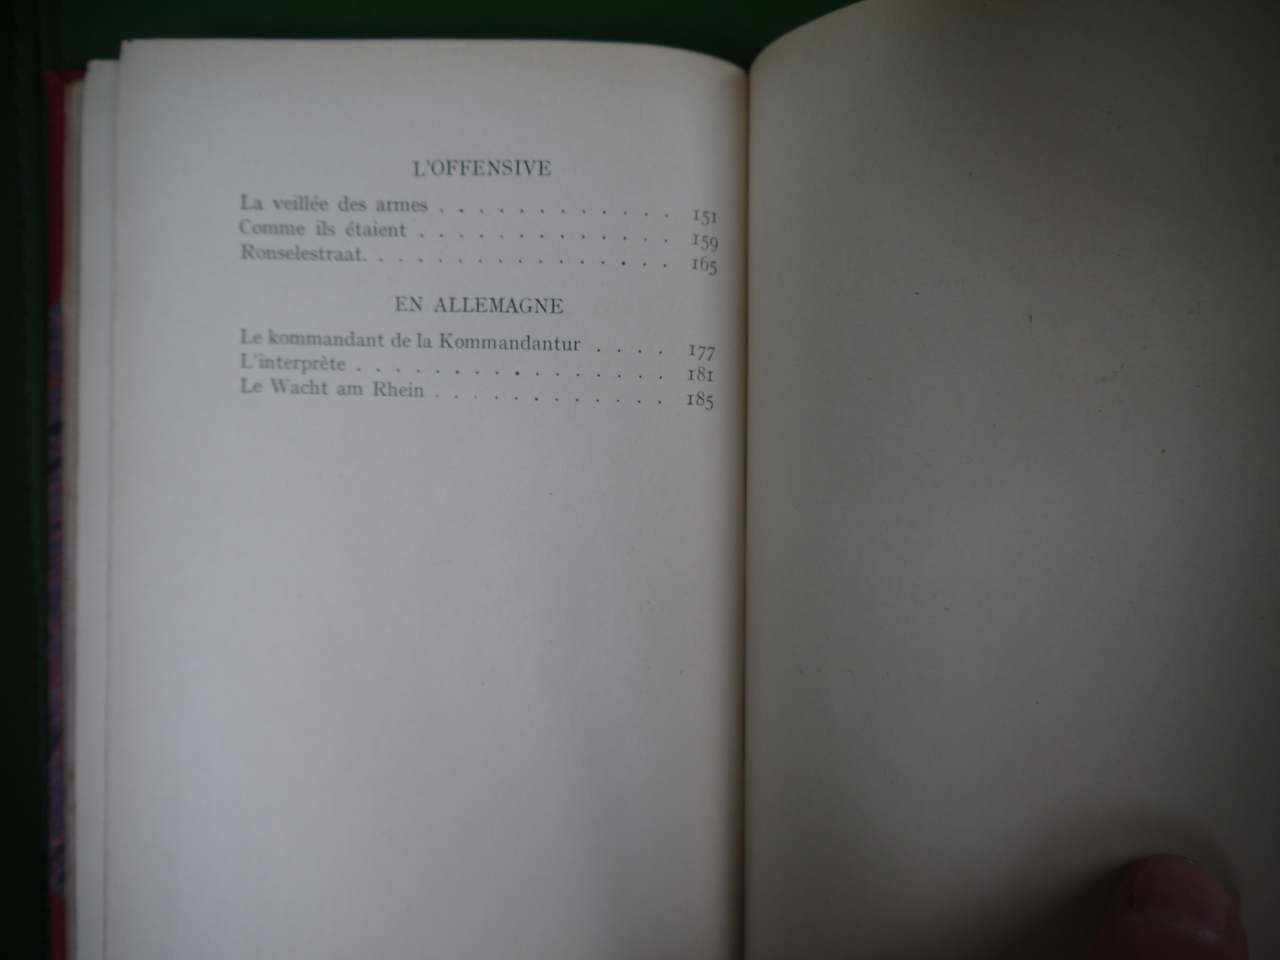 L'OFFENSIVE
La veillée des armes . . . . . . . . . . . . 151
Comme ils étaient . . . . . . . . . . . . . 159
Ronselestraat. . . . . . . . . . . . . . . . 165
EN ALLEMAGNE
Le kommandant de la Kommandantur . . . . 177
L'interprète . . . . . . . . . . . . . . . . 181
Le Wacht am Rhein . . . . . . . . . . . . 185